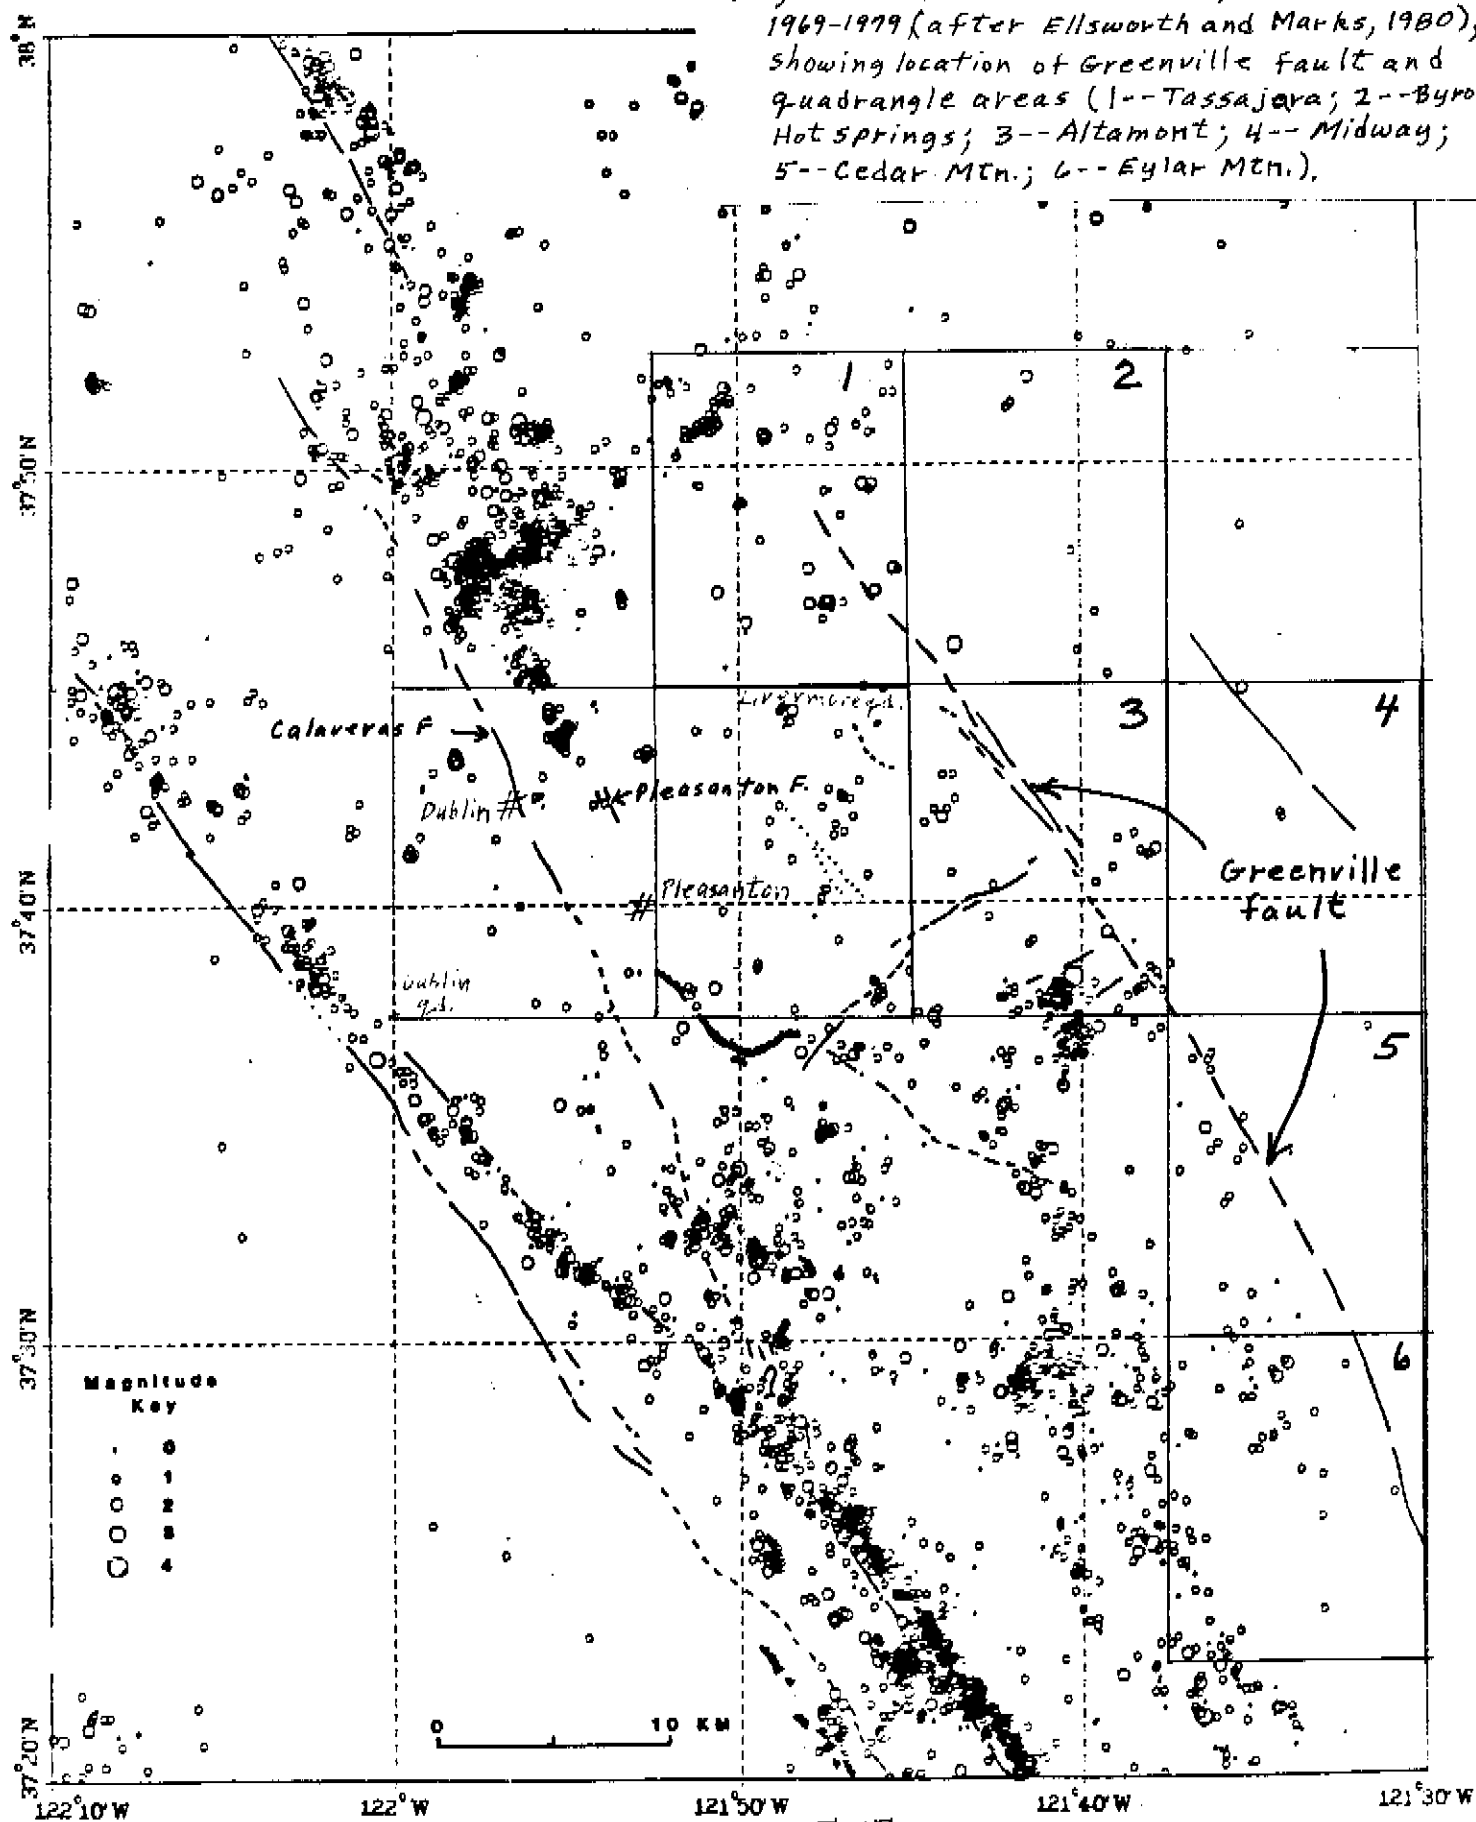 1969-1979 (after Ellsworth and Marks, 1980),
showing location of Greenville fault and
quadrangle areas (1--Tassajara; 2--Byro
Hot springs; 3--Altamont; 4--Midway;
5--Cedar Mtn.; 6--Eylar Mtn.).
38°N
1
2
37°50'N
Livermore qd.
3
4
Calaveras F
Pleasanton F.
Dublin #
Greenville
fault
Pleasanton
#
37°40'N
Dublin
qd.
5
37°30'N
?
6
Magnitude
Key
0
1
2
3
4
0 10 KM
37°20'N
122°10'W 122°W 121°50'W 121°40'W 121°30'W